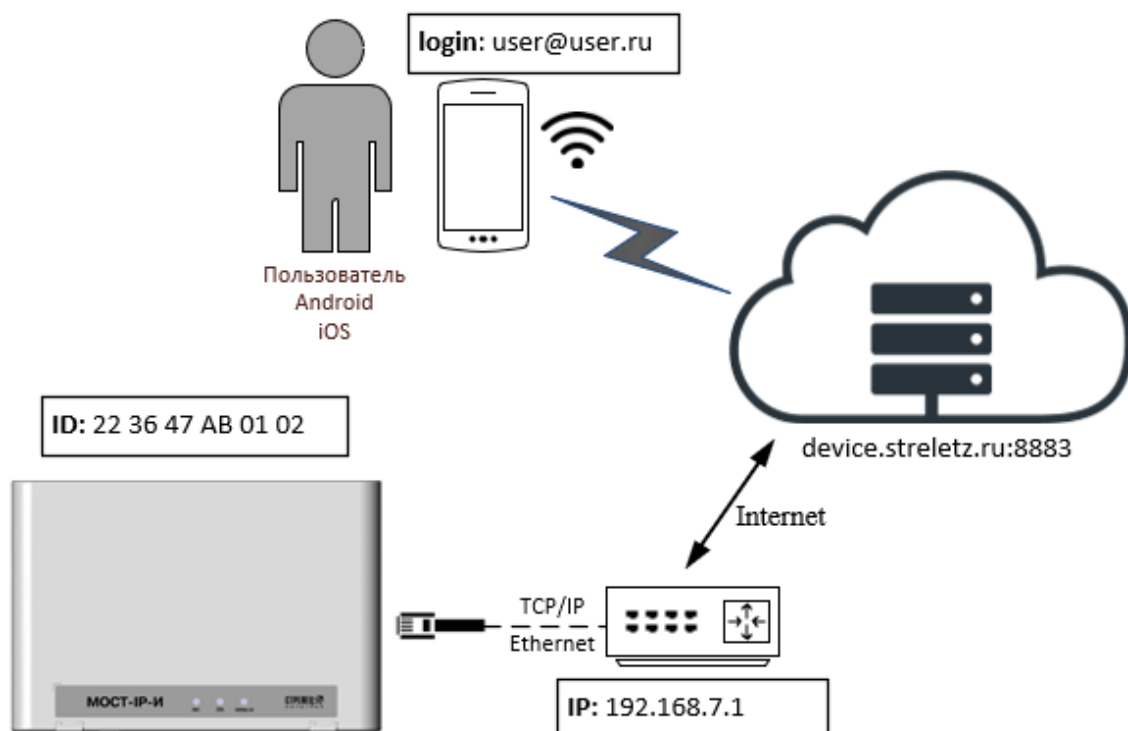 login: user@user.ru
Пользователь
Android
iOS
ID: 22 36 47 AB 01 02
device.streletz.ru:8883
Internet
TCP/IP
Ethernet
МОСТ-IP-И
IP: 192.168.7.1